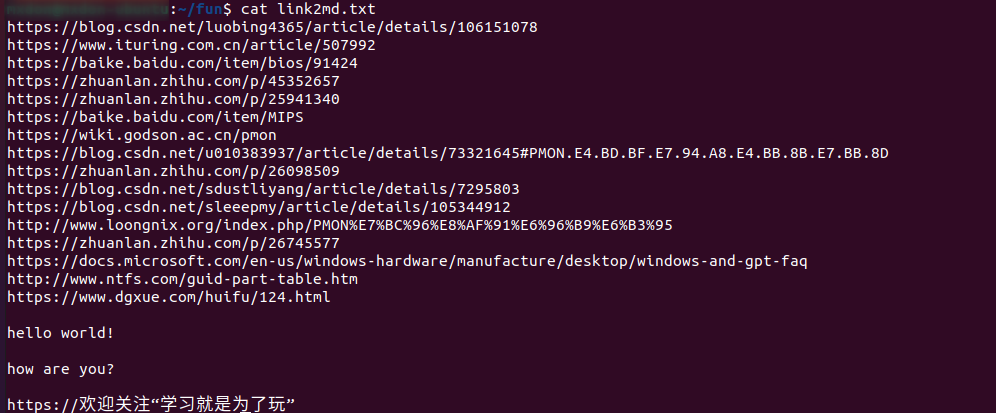 :~/fun$ cat link2md.txt
https://blog.csdn.net/luobing4365/article/details/106151078
https://www.ituring.com.cn/article/507992
https://baike.baidu.com/item/bios/91424
https://zhuanlan.zhihu.com/p/45352657
https://zhuanlan.zhihu.com/p/25941340
https://baike.baidu.com/item/MIPS
https://wiki.godson.ac.cn/pmon
https://blog.csdn.net/u010383937/article/details/73321645#PMON.E4.BD.BF.E7.94.A8.E4.BB.8B.E7.BB.8D
https://zhuanlan.zhihu.com/p/26098509
https://blog.csdn.net/sdustliyang/article/details/7295803
https://blog.csdn.net/sleeepmy/article/details/105344912
http://www.loongnix.org/index.php/PMON%E7%BC%96%E8%AF%91%E6%96%B9%E6%B3%95
https://zhuanlan.zhihu.com/p/26745577
https://docs.microsoft.com/en-us/windows-hardware/manufacture/desktop/windows-and-gpt-faq
http://www.ntfs.com/guid-part-table.htm
https://www.dgxue.com/huifu/124.html
hello world!
how are you?
https://欢迎关注“学习就是为了玩”